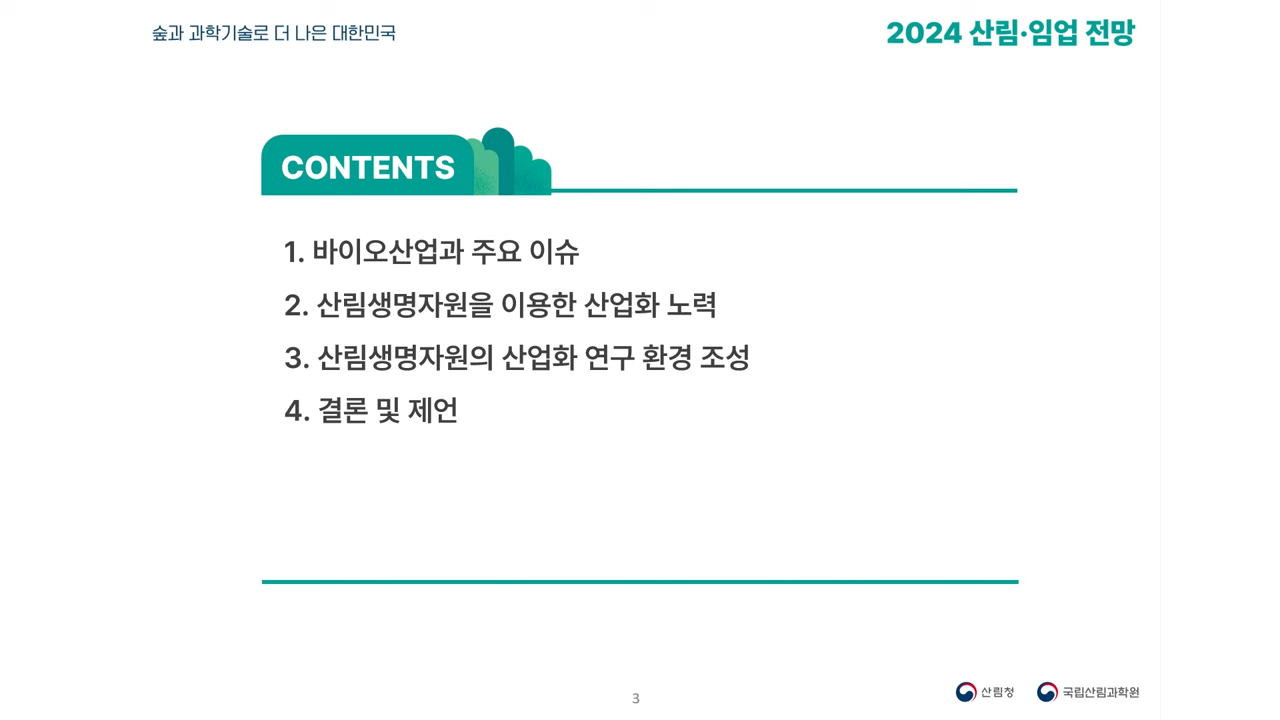 숲과 과학기술로 더 나은 대한민국
2024 산림·임업 전망
CONTENTS
1. 바이오산업과 주요 이슈
2. 산림생명자원을 이용한 산업화 노력
3. 산림생명자원의 산업화 연구 환경 조성
4. 결론 및 제언
3
산림청
국립산림과학원